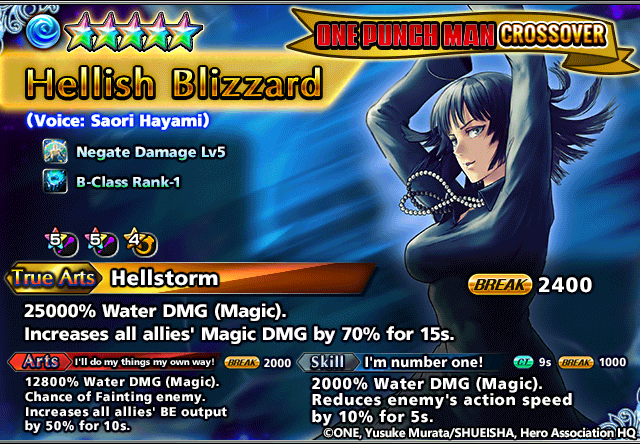 ONE PUNCH MAN CROSSOVER
Hellish Blizzard
(Voice: Saori Hayami)
Negate Damage Lv5
B-Class Rank-1
5 5 4
True Arts Hellstorm
BREAK 2400
25000% Water DMG (Magic).
Increases all allies' Magic DMG by 70% for 15s.
Arts I'll do my things my own way! BREAK 2000
12800% Water DMG (Magic).
Chance of Fainting enemy.
Increases all allies' BE output
by 50% for 10s.
Skill I'm number one! CT 9s BREAK 1000
2000% Water DMG (Magic).
Reduces enemy's action speed
by 10% for 5s.
©ONE, Yusuke Murata/SHUEISHA, Hero Association HQ